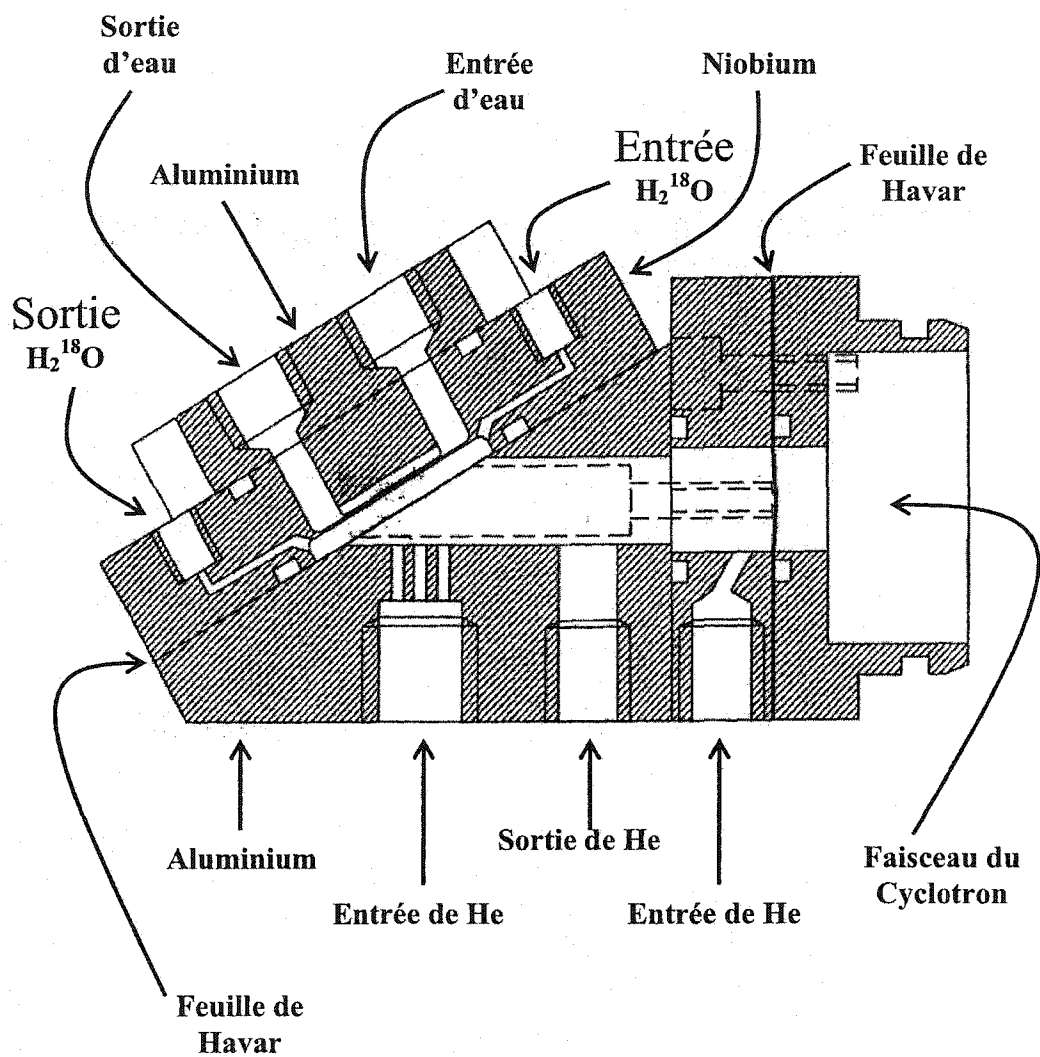 Sortie
d'eau
Entrée
d'eau
Niobium
Aluminium
Entrée
H₂¹⁸O
Feuille de
Havar
Sortie
H₂¹⁸O
Aluminium
Sortie de He
Entrée de He
Entrée de He
Faisceau du
Cyclotron
Feuille de
Havar